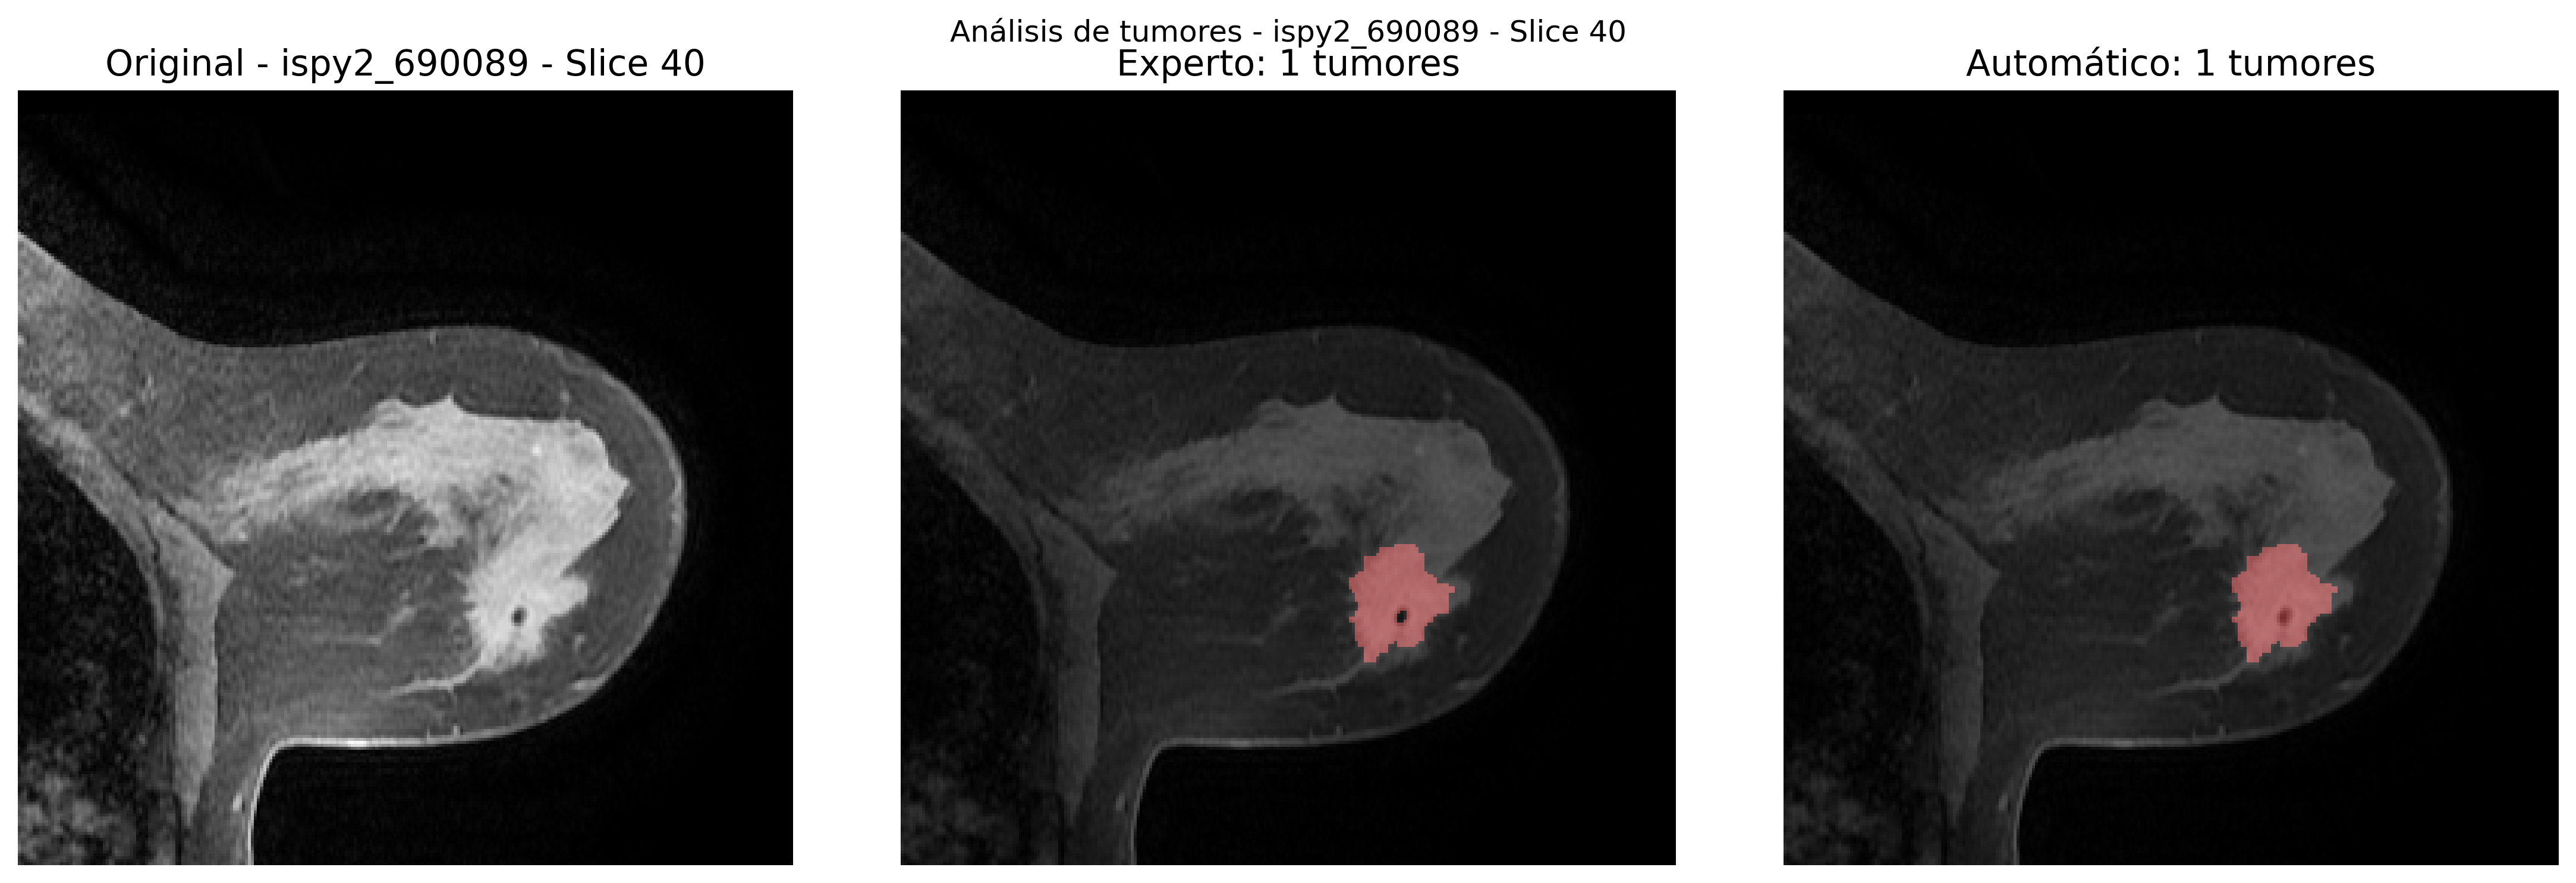 Análisis de tumores - ispy2_690089 - Slice 40
Original - ispy2_690089 - Slice 40
Experto: 1 tumores
Automático: 1 tumores